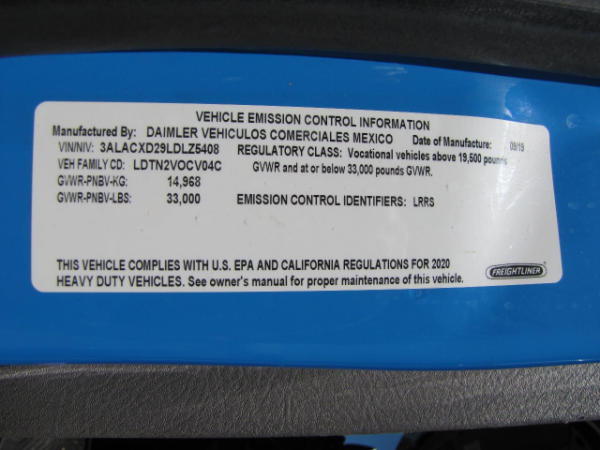 VEHICLE EMISSION CONTROL INFORMATION
Manufactured By: DAIMLER VEHICULOS COMERCIALES MEXICO Date of Manufacture: 09/19
VIN/NIV: 3ALACXD29LDLZ5408 REGULATORY CLASS: Vocational vehicles above 19,500 pounds
VEH FAMILY CD: LDTN2VOCV04C GVWR and at or below 33,000 pounds GVWR.
GVWR-PNBV-KG: 14,968
GVWR-PNBV-LBS: 33,000 EMISSION CONTROL IDENTIFIERS: LRRS
THIS VEHICLE COMPLIES WITH U.S. EPA AND CALIFORNIA REGULATIONS FOR 2020
HEAVY DUTY VEHICLES. See owner's manual for proper maintenance of this vehicle.
FREIGHTLINER